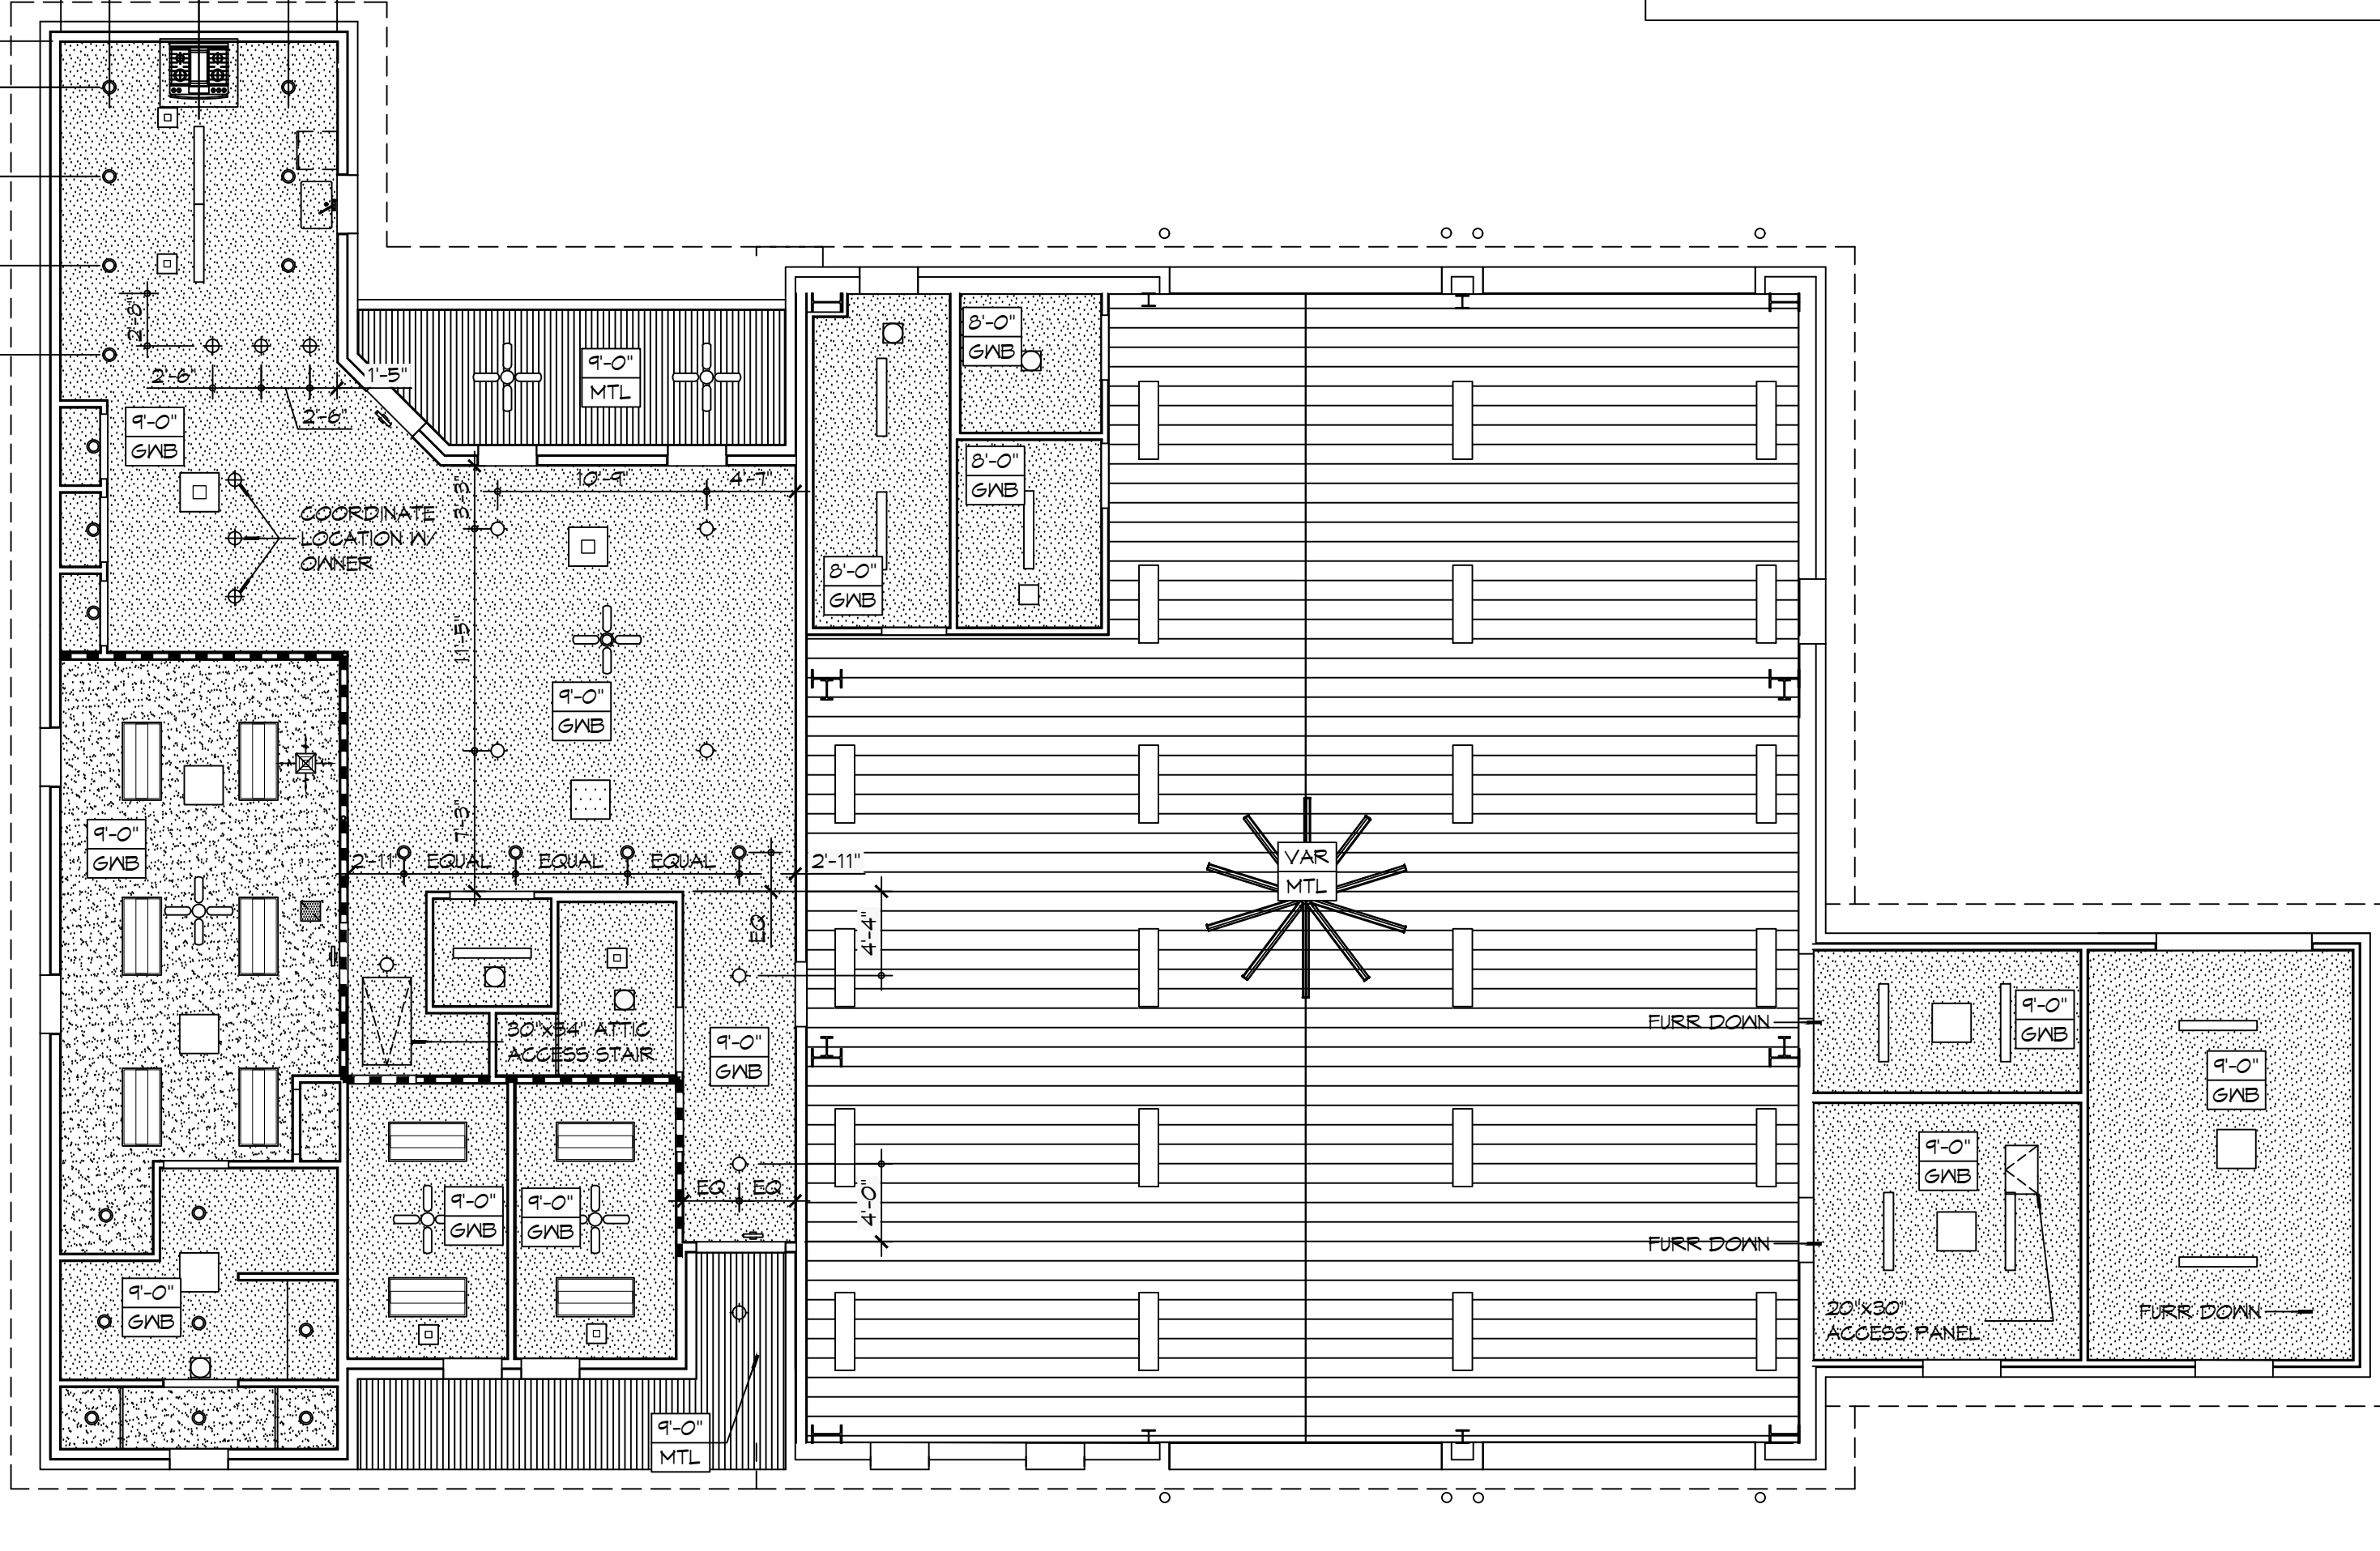 8'-0"
GWB
2'-8"
9'-0"
MTL
2'-6"
1'-5"
2'-6"
9'-0"
GWB
8'-0"
GWB
10'-9"
4'-7"
3'-3"
COORDINATE
LOCATION W/
OWNER
8'-0"
GWB
11'-5"
9'-0"
GWB
7'-3"
9'-0"
GWB
2'-11"
EQUAL
EQUAL
EQUAL
2'-11"
VAR
MTL
EQ
4'-4"
30"x54" ATTIC
ACCESS STAIR
9'-0"
GWB
FURR DOWN
9'-0"
GWB
9'-0"
GWB
9'-0"
GWB
EQ
EQ
4'-0"
9'-0"
GWB
9'-0"
GWB
FURR DOWN
9'-0"
GWB
20"x30"
ACCESS PANEL
FURR DOWN
9'-0"
MTL